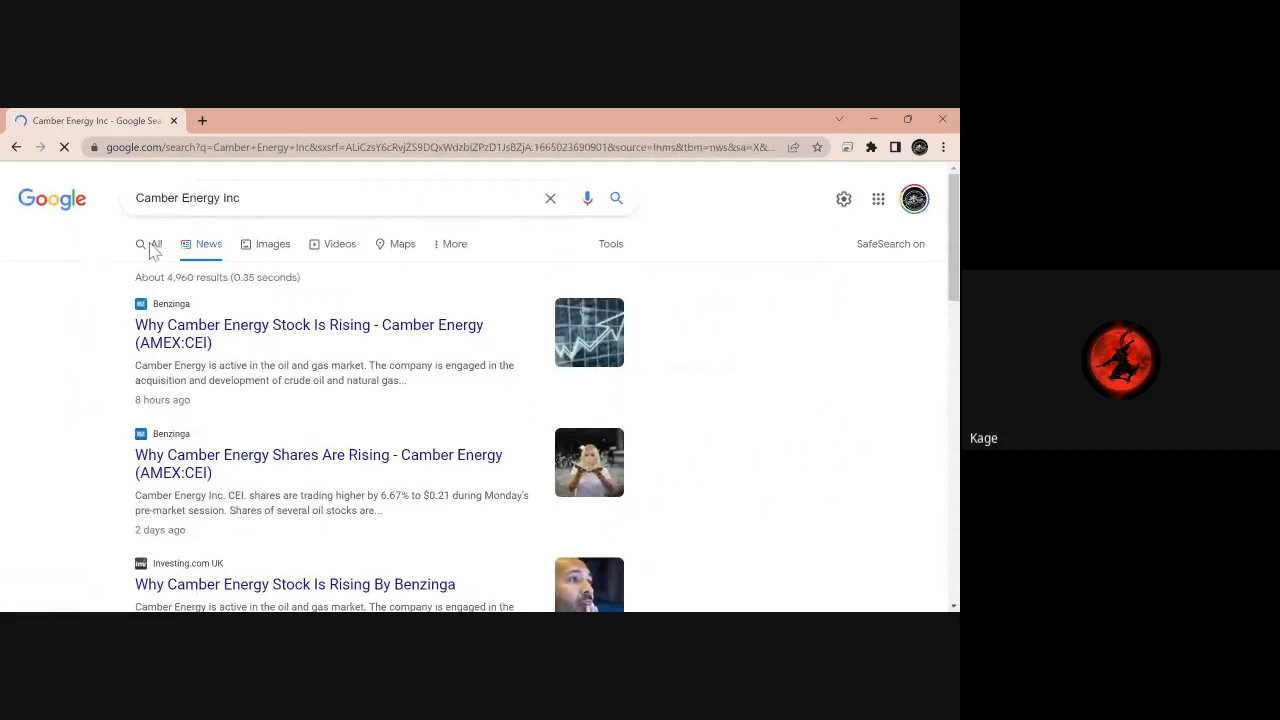 Camber Energy Inc - Google Sea
google.com/search?q=Camber+Energy+Inc&sxsrf=ALiCzsY6cRvjZS9DQxWdzbiZPzD1JsBZjA:1665023690901&source=lnms&tbm=nws&sa=X&...
Google
Camber Energy Inc
All News Images Videos Maps More Tools SafeSearch on
About 4,960 results (0.35 seconds)
Benzinga
Why Camber Energy Stock Is Rising - Camber Energy
(AMEX:CEI)
Camber Energy is active in the oil and gas market. The company is engaged in the
acquisition and development of crude oil and natural gas...
8 hours ago
Benzinga
Why Camber Energy Shares Are Rising - Camber Energy
(AMEX:CEI)
Camber Energy Inc. CEI. shares are trading higher by 6.67% to $0.21 during Monday's
pre-market session. Shares of several oil stocks are...
2 days ago
Inv
Investing.com UK
Why Camber Energy Stock Is Rising By Benzinga
Camber Energy is active in the oil and gas market. The company is engaged in the
Kage